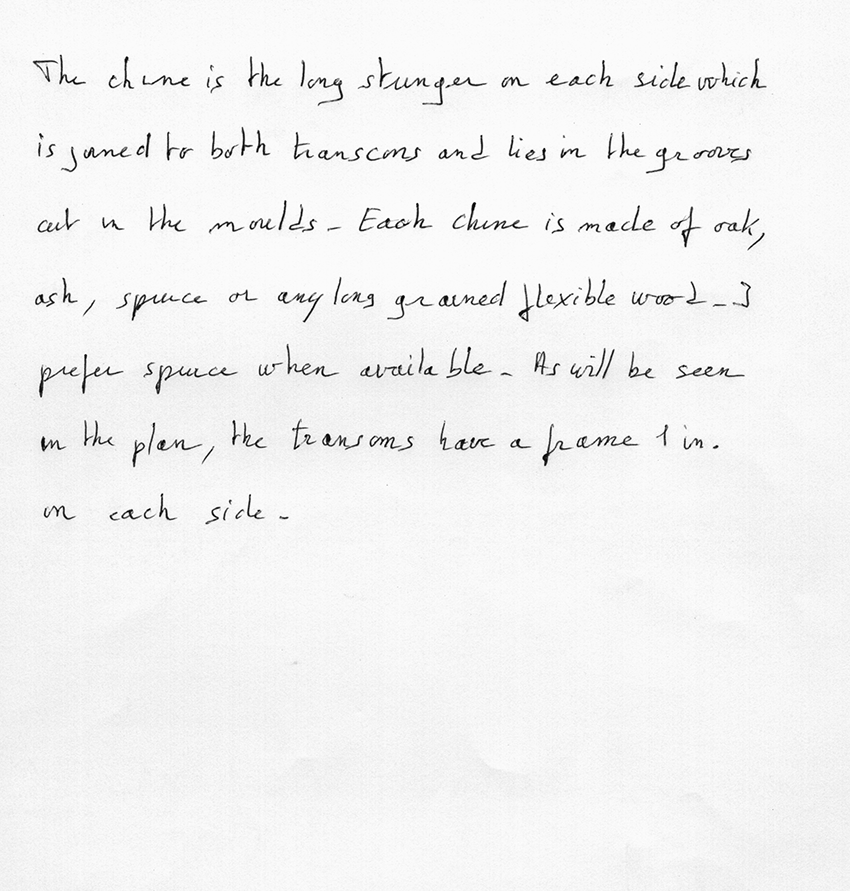 The chine is the long stringer on each side which
is joined to both transoms and lies in the grooves
cut in the moulds - Each chine is made of oak,
ash, spruce or any long grained flexible wood - I
prefer spruce when available - As will be seen
in the plan, the transoms have a frame 1 in.
on each side -